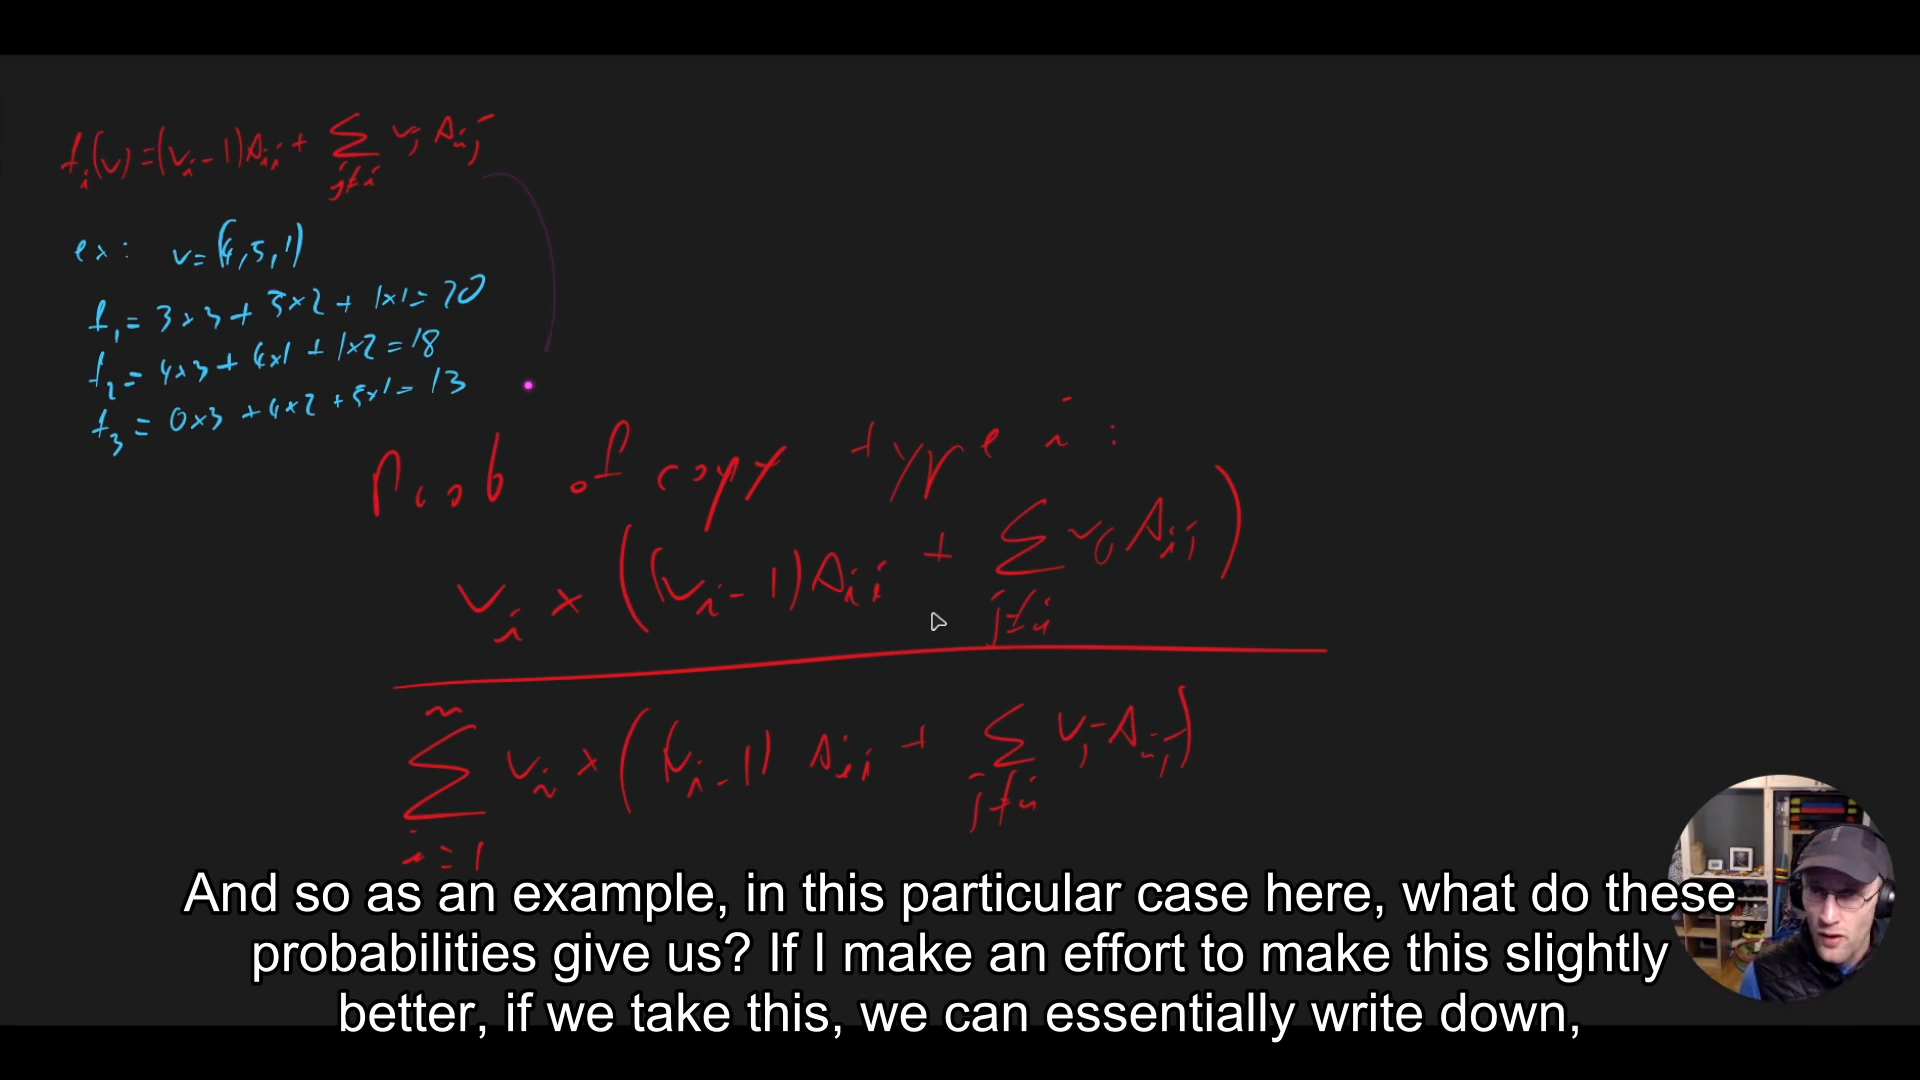 f_i(v) = (v_i - 1)A_ii + Σ_{j≠i} v_j A_ij
ex: v = (4, 5, 1)
f_1 = 3×3 + 5×2 + 1×1 = 20
f_2 = 4×3 + 4×1 + 1×2 = 18
f_3 = 0×3 + 4×2 + 5×1 = 13
Prob of copy type i :
v_i × ((v_i - 1)A_ii + Σ_{j≠i} v_j A_ij)
Σ_{i=1}^{n} v_i × ((v_i - 1) A_ii + Σ_{j≠i} v_j A_ij)
And so as an example, in this particular case here, what do these
probabilities give us? If I make an effort to make this slightly
better, if we take this, we can essentially write down,